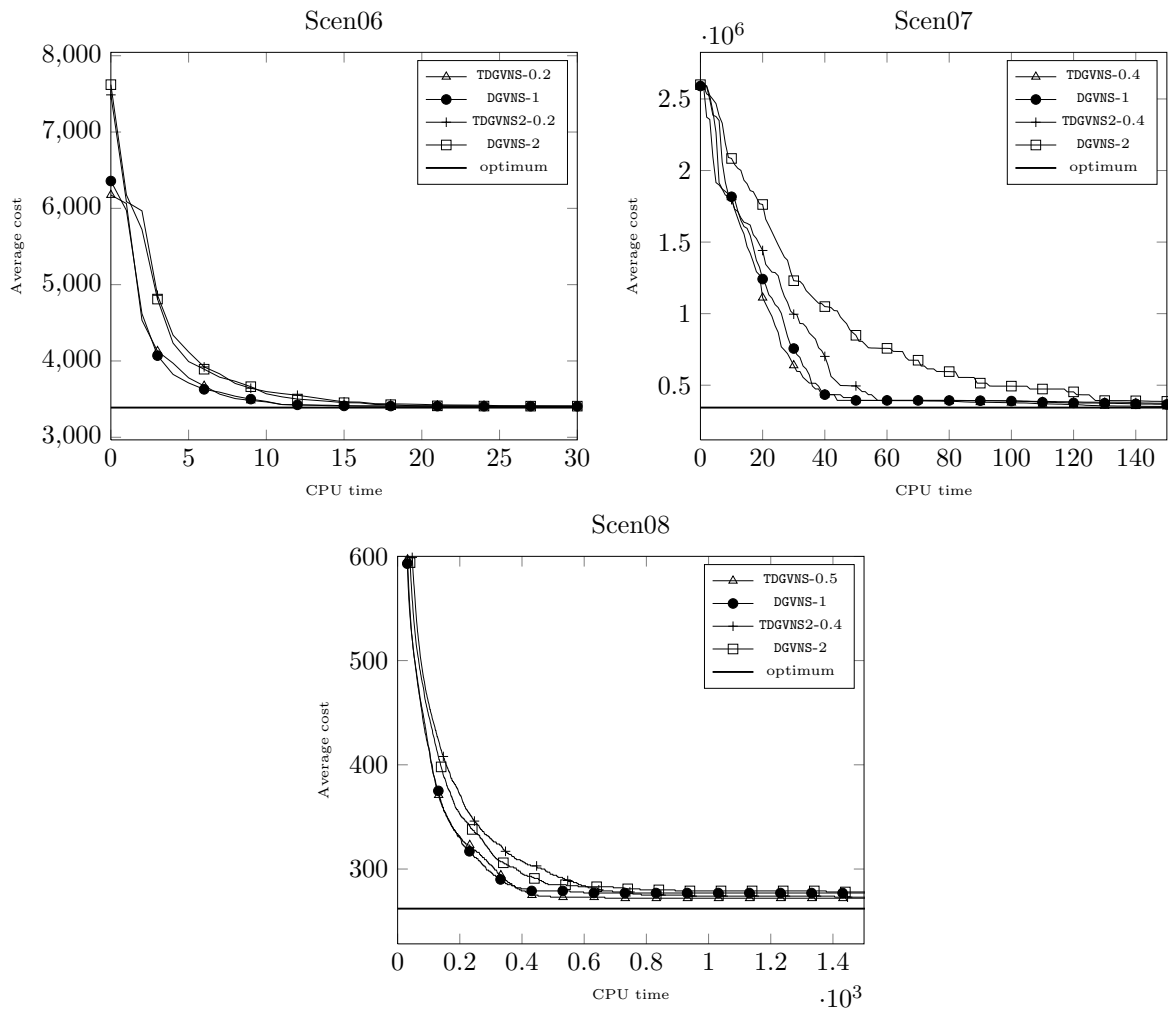 Scen06
8,000
7,000
6,000
5,000
4,000
3,000
0 5 10 15 20 25 30
Average cost
CPU time
TDGVNS-0.2
DGVNS-1
TDGVNS2-0.2
DGVNS-2
optimum
Scen07
·10^6
2.5
2
1.5
1
0.5
0 20 40 60 80 100 120 140
Average cost
CPU time
TDGVNS-0.4
DGVNS-1
TDGVNS2-0.4
DGVNS-2
optimum
Scen08
600
500
400
300
0 0.2 0.4 0.6 0.8 1 1.2 1.4
·10^3
Average cost
CPU time
TDGVNS-0.5
DGVNS-1
TDGVNS2-0.4
DGVNS-2
optimum